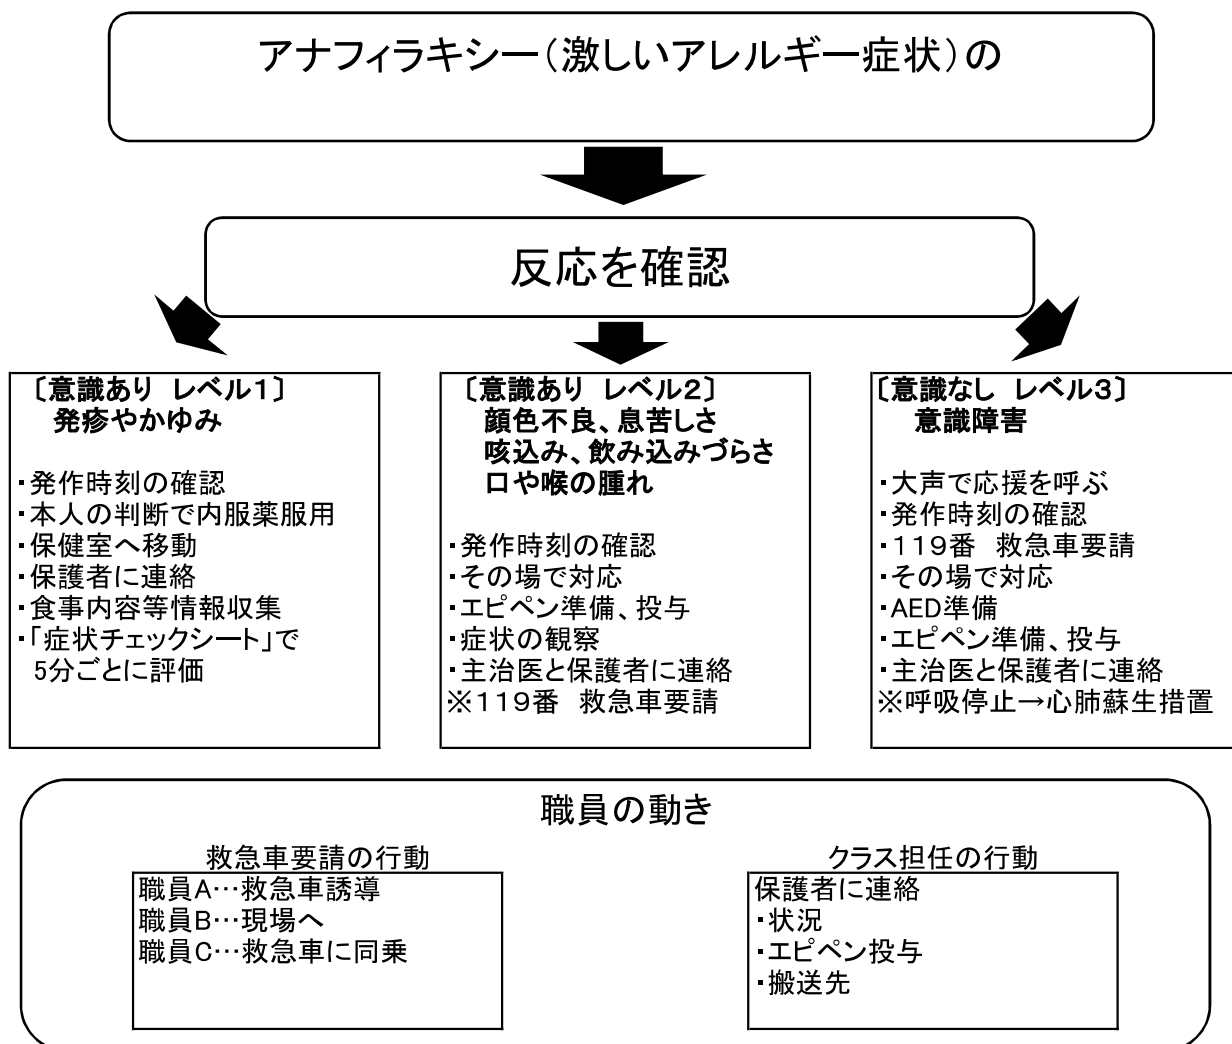 アナフィラキシー(激しいアレルギー症状)の
反応を確認
〔意識あり レベル1〕
発疹やかゆみ
・発作時刻の確認
・本人の判断で内服薬服用
・保健室へ移動
・保護者に連絡
・食事内容等情報収集
・「症状チェックシート」で
5分ごとに評価
〔意識あり レベル2〕
顔色不良、息苦しさ
咳込み、飲み込みづらさ
口や喉の腫れ
・発作時刻の確認
・その場で対応
・エピペン準備、投与
・症状の観察
・主治医と保護者に連絡
※119番 救急車要請
〔意識なし レベル3〕
意識障害
・大声で応援を呼ぶ
・発作時刻の確認
・119番 救急車要請
・その場で対応
・AED準備
・エピペン準備、投与
・主治医と保護者に連絡
※呼吸停止→心肺蘇生措置
職員の動き
救急車要請の行動
職員A…救急車誘導
職員B…現場へ
職員C…救急車に同乗
クラス担任の行動
保護者に連絡
・状況
・エピペン投与
・搬送先